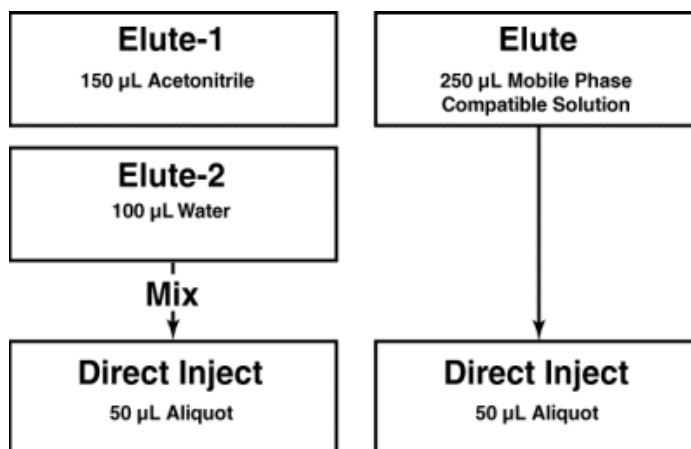 Elute-1
150 µL Acetonitrile
Elute-2
100 µL Water
Mix
Direct Inject
50 µL Aliquot
Elute
250 µL Mobile Phase
Compatible Solution
Direct Inject
50 µL Aliquot